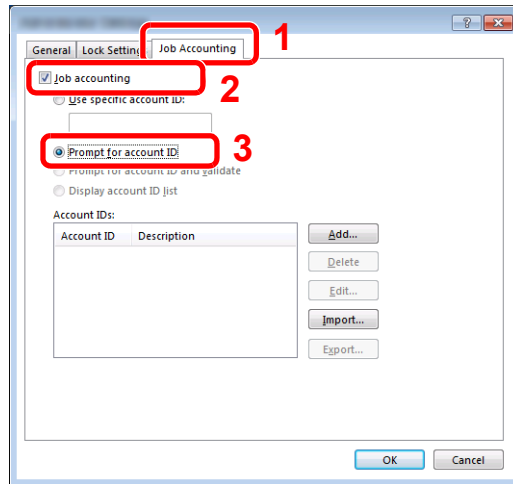 1
General Lock Setting Job Accounting
2
Job accounting
Use specific account ID:
3
Prompt for account ID
Prompt for account ID and validate
Display account ID list
Account IDs:
Account ID Description
Add...
Delete
Edit...
Import...
Export...
OK Cancel